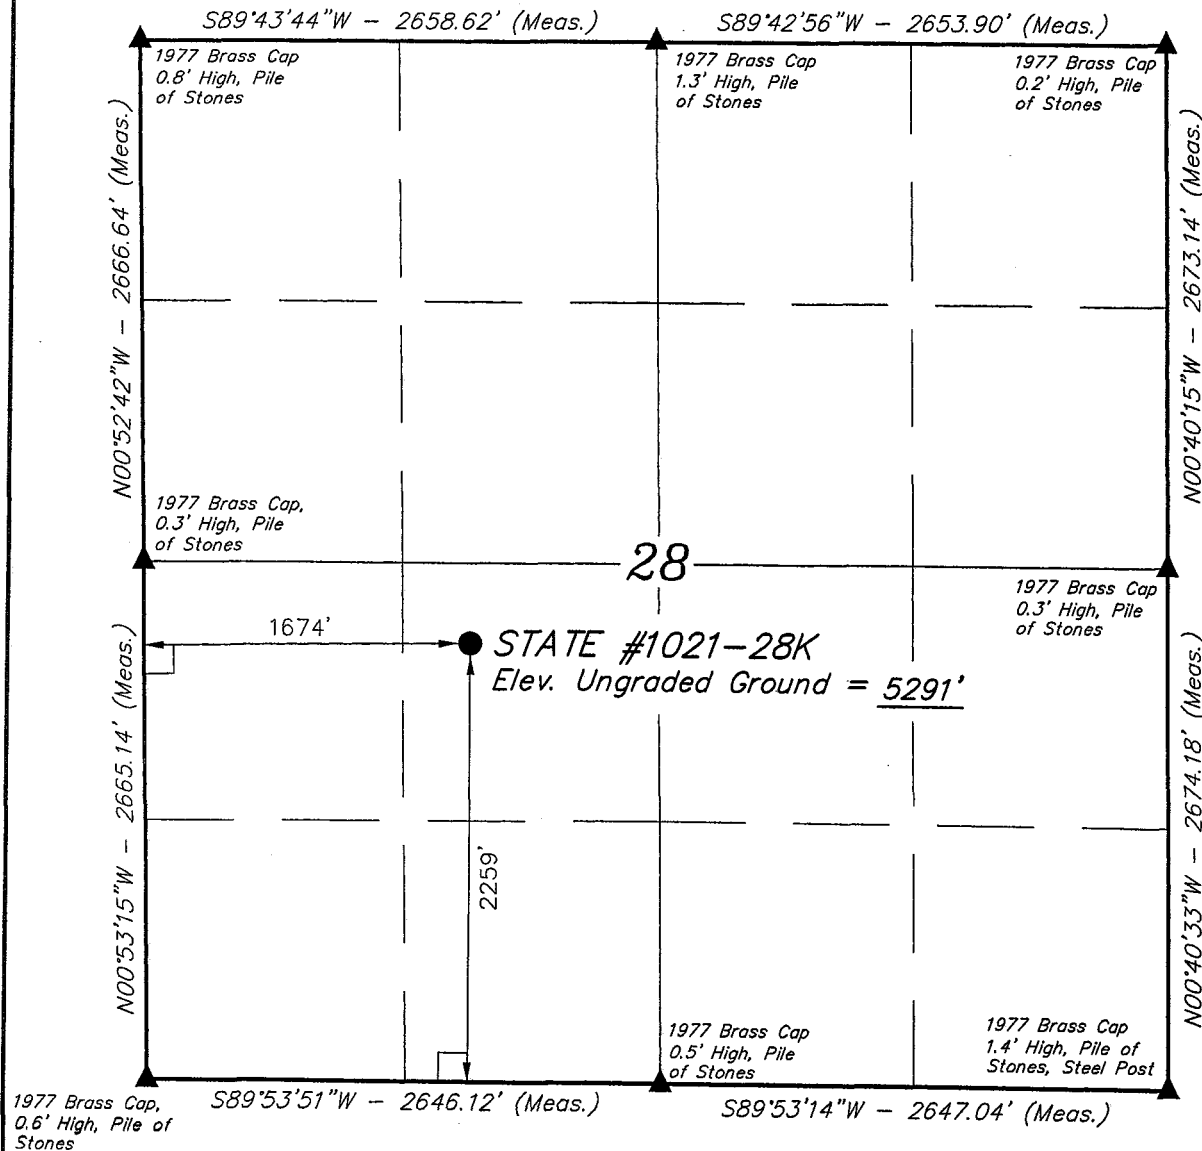 S89°43'44"W - 2658.62' (Meas.)
S89°42'56"W - 2653.90' (Meas.)
1977 Brass Cap
0.8' High, Pile
of Stones
1977 Brass Cap
1.3' High, Pile
of Stones
1977 Brass Cap
0.2' High, Pile
of Stones
N00°52'42"W - 2666.64' (Meas.)
N00°40'15"W - 2673.14' (Meas.)
1977 Brass Cap,
0.3' High, Pile
of Stones
28
1977 Brass Cap
0.3' High, Pile
of Stones
1674'
STATE #1021-28K
Elev. Ungraded Ground = 5291'
N00°53'15"W - 2665.14' (Meas.)
2259'
N00°40'33"W - 2674.18' (Meas.)
1977 Brass Cap
0.5' High, Pile
of Stones
1977 Brass Cap
1.4' High, Pile of
Stones, Steel Post
1977 Brass Cap,
0.6' High, Pile of
Stones
S89°53'51"W - 2646.12' (Meas.)
S89°53'14"W - 2647.04' (Meas.)